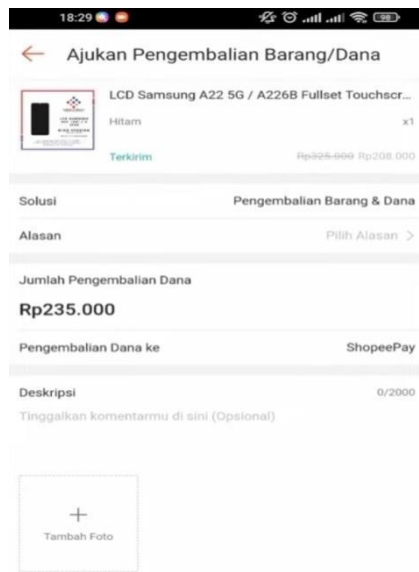 18:29
98
Ajukan Pengembalian Barang/Dana
LCD Samsung A22 5G / A226B Fullset Touchscr...
Hitam x1
Terkirim Rp325.000 Rp208.000
Solusi Pengembalian Barang & Dana
Alasan Pilih Alasan >
Jumlah Pengembalian Dana
Rp235.000
Pengembalian Dana ke ShopeePay
Deskripsi 0/2000
Tinggalkan komentarmu di sini (Opsional)
+
Tambah Foto